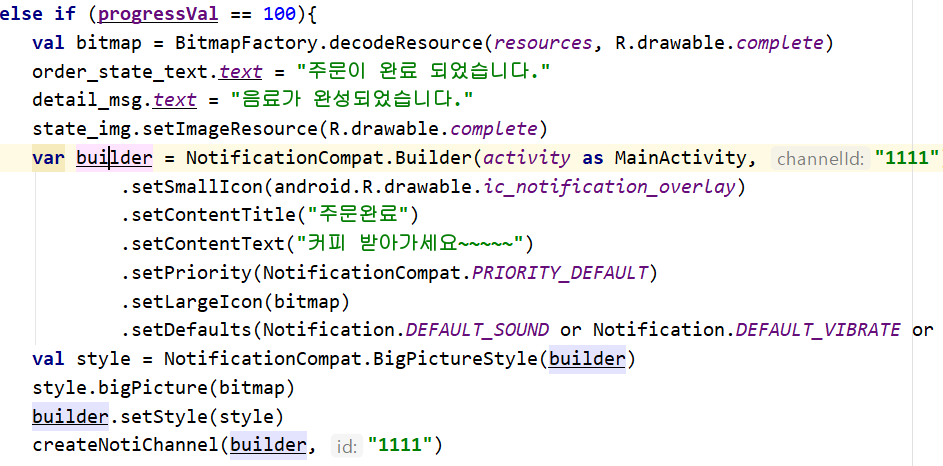 else if (progressVal == 100){
val bitmap = BitmapFactory.decodeResource(resources, R.drawable.complete)
order_state_text.text = "주문이 완료 되었습니다."
detail_msg.text = "음료가 완성되었습니다."
state_img.setImageResource(R.drawable.complete)
var builder = NotificationCompat.Builder(activity as MainActivity, channelId: "1111"
.setSmallIcon(android.R.drawable.ic_notification_overlay)
.setContentTitle("주문완료")
.setContentText("커피 받아가세요~~~~~")
.setPriority(NotificationCompat.PRIORITY_DEFAULT)
.setLargeIcon(bitmap)
.setDefaults(Notification.DEFAULT_SOUND or Notification.DEFAULT_VIBRATE or
val style = NotificationCompat.BigPictureStyle(builder)
style.bigPicture(bitmap)
builder.setStyle(style)
createNotiChannel(builder, id: "1111")